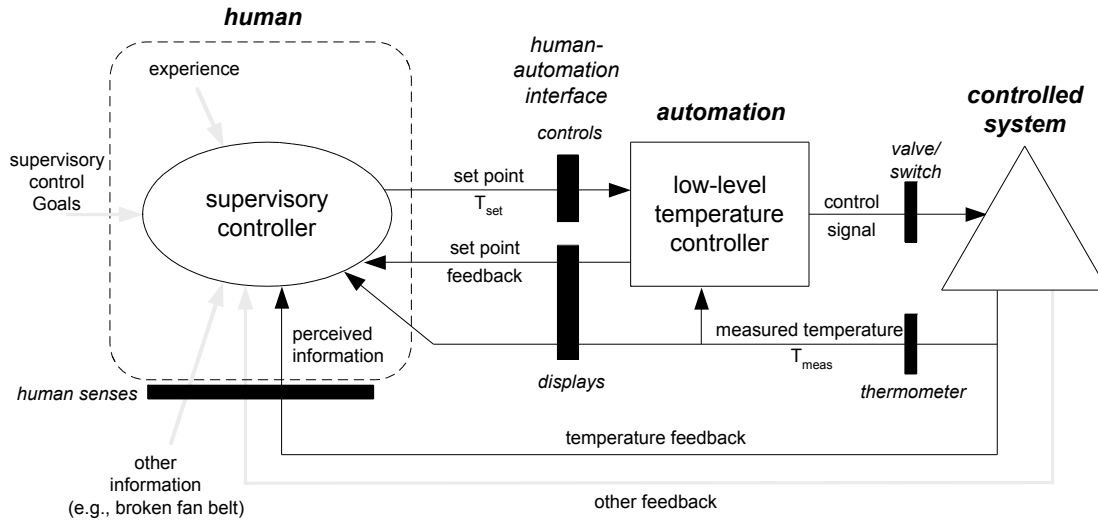 human
experience
supervisory
control
Goals
supervisory
controller
human-
automation
interface
controls
set point
T_set
set point
feedback
perceived
information
human senses
displays
automation
low-level
temperature
controller
controlled
system
valve/
switch
control
signal
measured temperature
T_meas
thermometer
temperature feedback
other
information
(e.g., broken fan belt)
other feedback